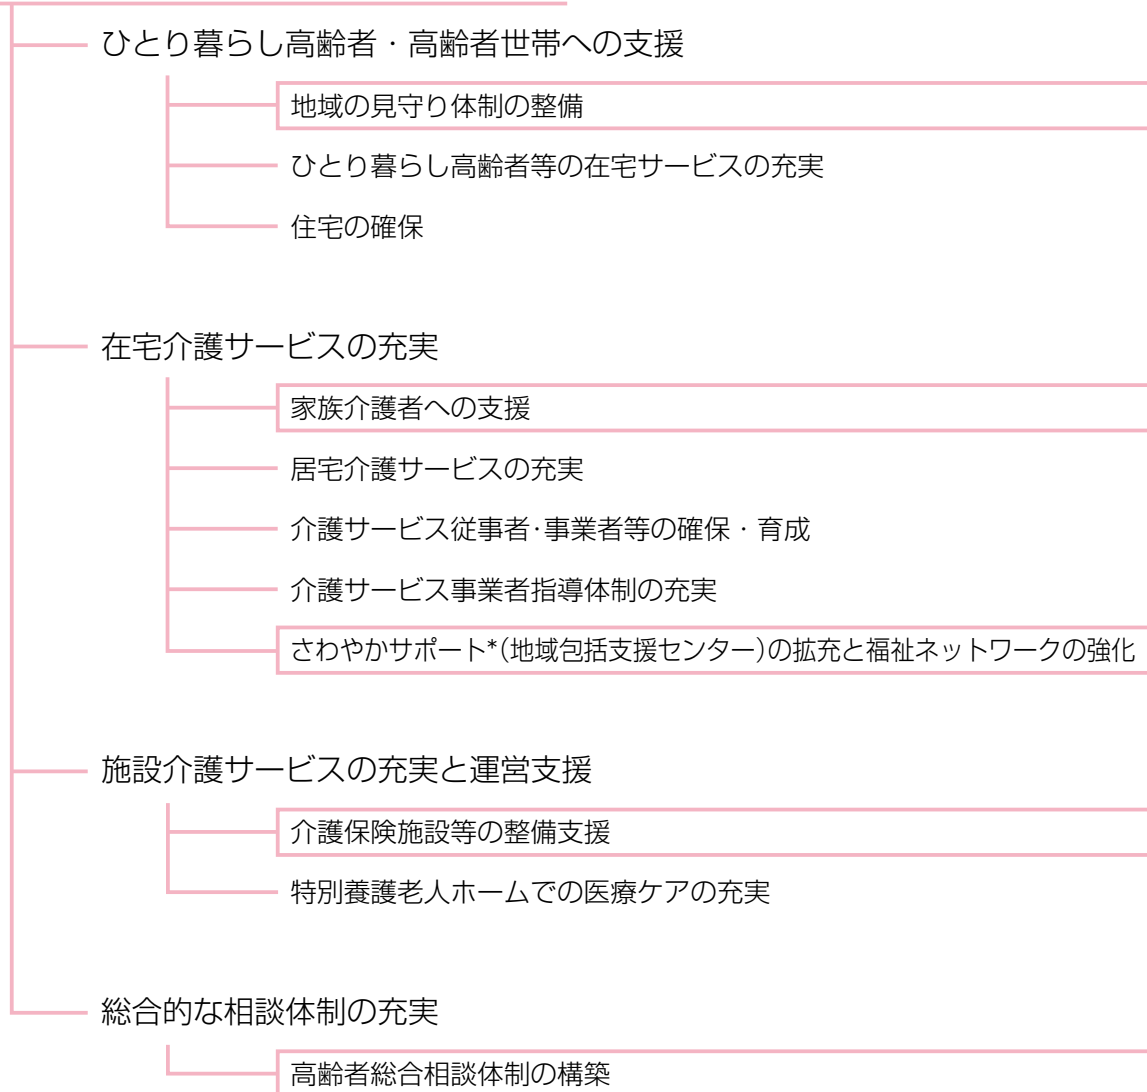 ひとり暮らし高齢者・高齢者世帯への支援
地域の見守り体制の整備
ひとり暮らし高齢者等の在宅サービスの充実
住宅の確保
在宅介護サービスの充実
家族介護者への支援
居宅介護サービスの充実
介護サービス従事者・事業者等の確保・育成
介護サービス事業者指導体制の充実
さわやかサポート*(地域包括支援センター)の拡充と福祉ネットワークの強化
施設介護サービスの充実と運営支援
介護保険施設等の整備支援
特別養護老人ホームでの医療ケアの充実
総合的な相談体制の充実
高齢者総合相談体制の構築